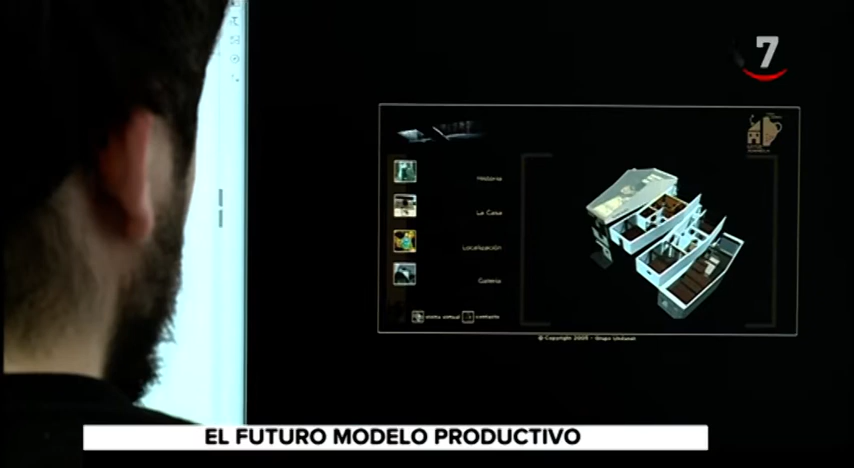 7
Historia
La Casa
Localización
Galería
visita virtual
contacto
© Copyright 2005 - Grupo
EL FUTURO MODELO PRODUCTIVO